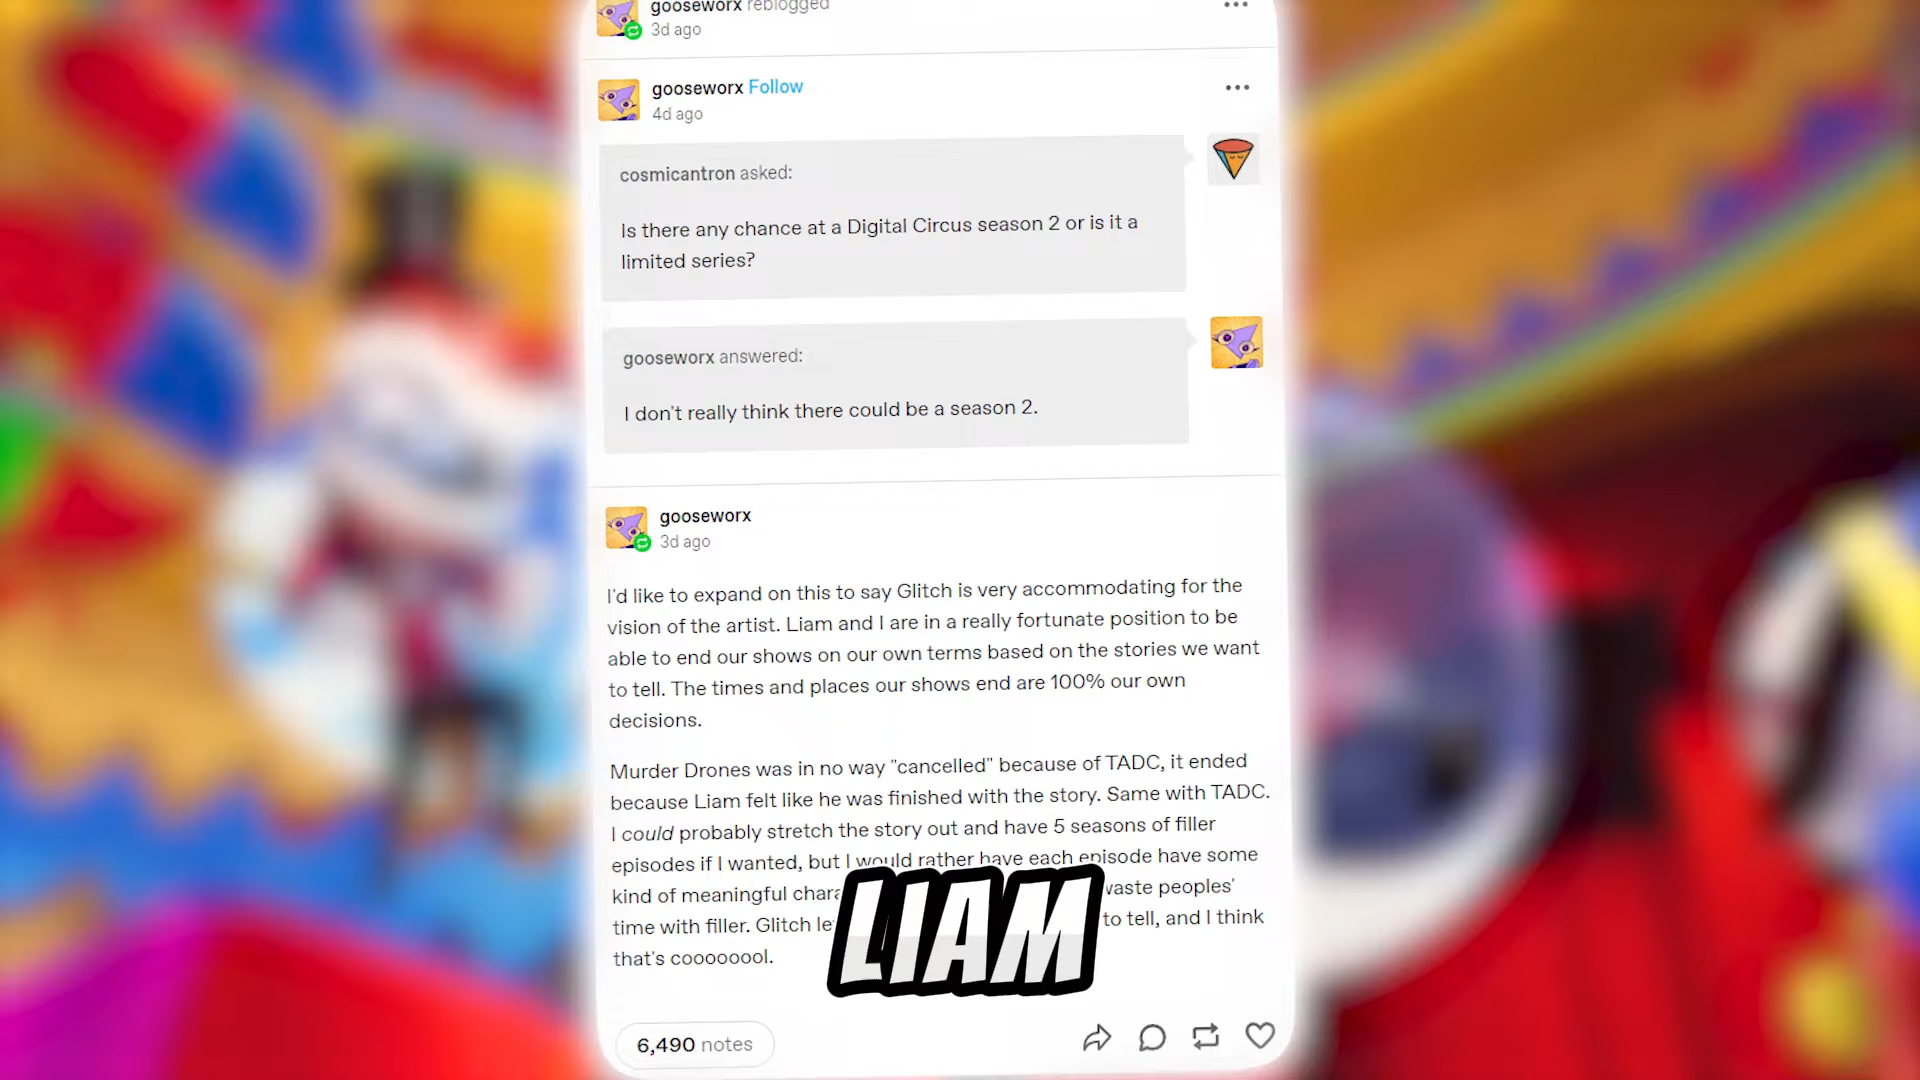 gooseworx reblogged
3d ago
gooseworx Follow
4d ago
cosmicantron asked:
Is there any chance at a Digital Circus season 2 or is it a
limited series?
gooseworx answered:
I don't really think there could be a season 2.
gooseworx
3d ago
I'd like to expand on this to say Glitch is very accommodating for the
vision of the artist. Liam and I are in a really fortunate position to be
able to end our shows on our own terms based on the stories we want
to tell. The times and places our shows end are 100% our own
decisions.
Murder Drones was in no way "cancelled" because of TADC, it ended
because Liam felt like he was finished with the story. Same with TADC.
I could probably stretch the story out and have 5 seasons of filler
episodes if I wanted, but I would rather have each episode have some
kind of meaningful waste peoples'
time with filler. Glitch to tell, and I think
that's coooooool.
LIAM
6,490 notes